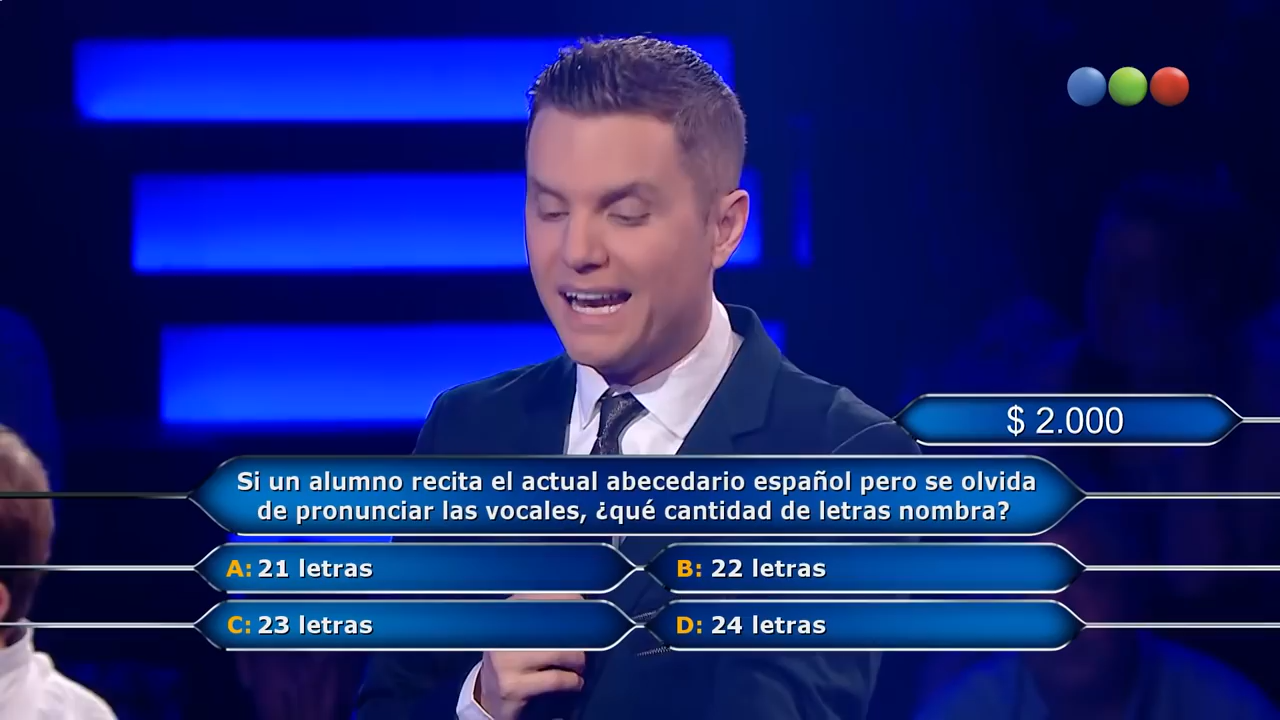 $ 2.000
Si un alumno recita el actual abecedario español pero se olvida
de pronunciar las vocales, ¿qué cantidad de letras nombra?
A: 21 letras
B: 22 letras
C: 23 letras
D: 24 letras